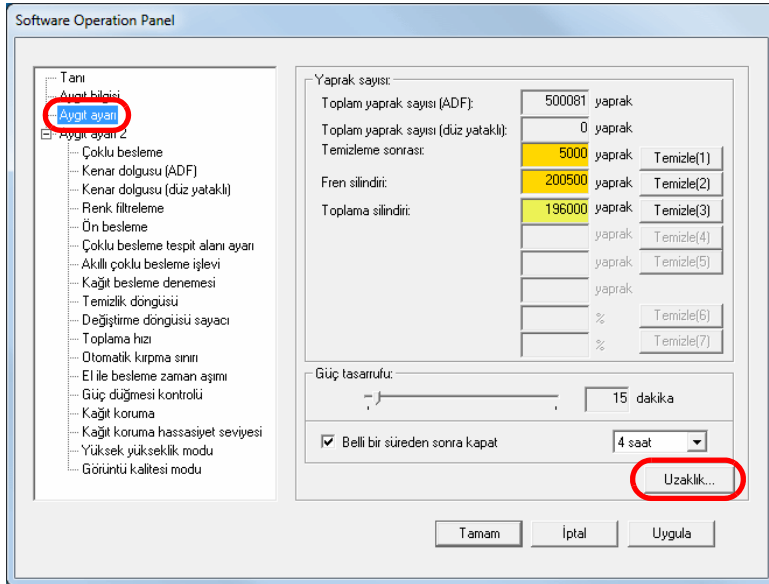 Software Operation Panel
Tanı
Aygıt bilgisi
Aygıt ayarı
Aygıt ayarı 2
Çoklu besleme
Kenar dolgusu (ADF)
Kenar dolgusu (düz yataklı)
Renk filtreleme
Ön besleme
Çoklu besleme tespit alanı ayarı
Akıllı çoklu besleme işlevi
Kağıt besleme denemesi
Temizlik döngüsü
Değiştirme döngüsü sayacı
Toplama hızı
Otomatik kırpma sınırı
El ile besleme zaman aşımı
Güç düğmesi kontrolü
Kağıt koruma
Kağıt koruma hassasiyet seviyesi
Yüksek yükseklik modu
Görüntü kalitesi modu
Yaprak sayısı:
Toplam yaprak sayısı (ADF): 500081 yaprak
Toplam yaprak sayısı (düz yataklı): 0 yaprak
Temizleme sonrası: 5000 yaprak Temizle(1)
Fren silindiri: 200500 yaprak Temizle(2)
Toplama silindiri: 196000 yaprak Temizle(3)
yaprak Temizle(4)
yaprak Temizle(5)
yaprak
% Temizle(6)
% Temizle(7)
Güç tasarrufu:
15 dakika
Belli bir süreden sonra kapat 4 saat
Uzaklık...
Tamam İptal Uygula